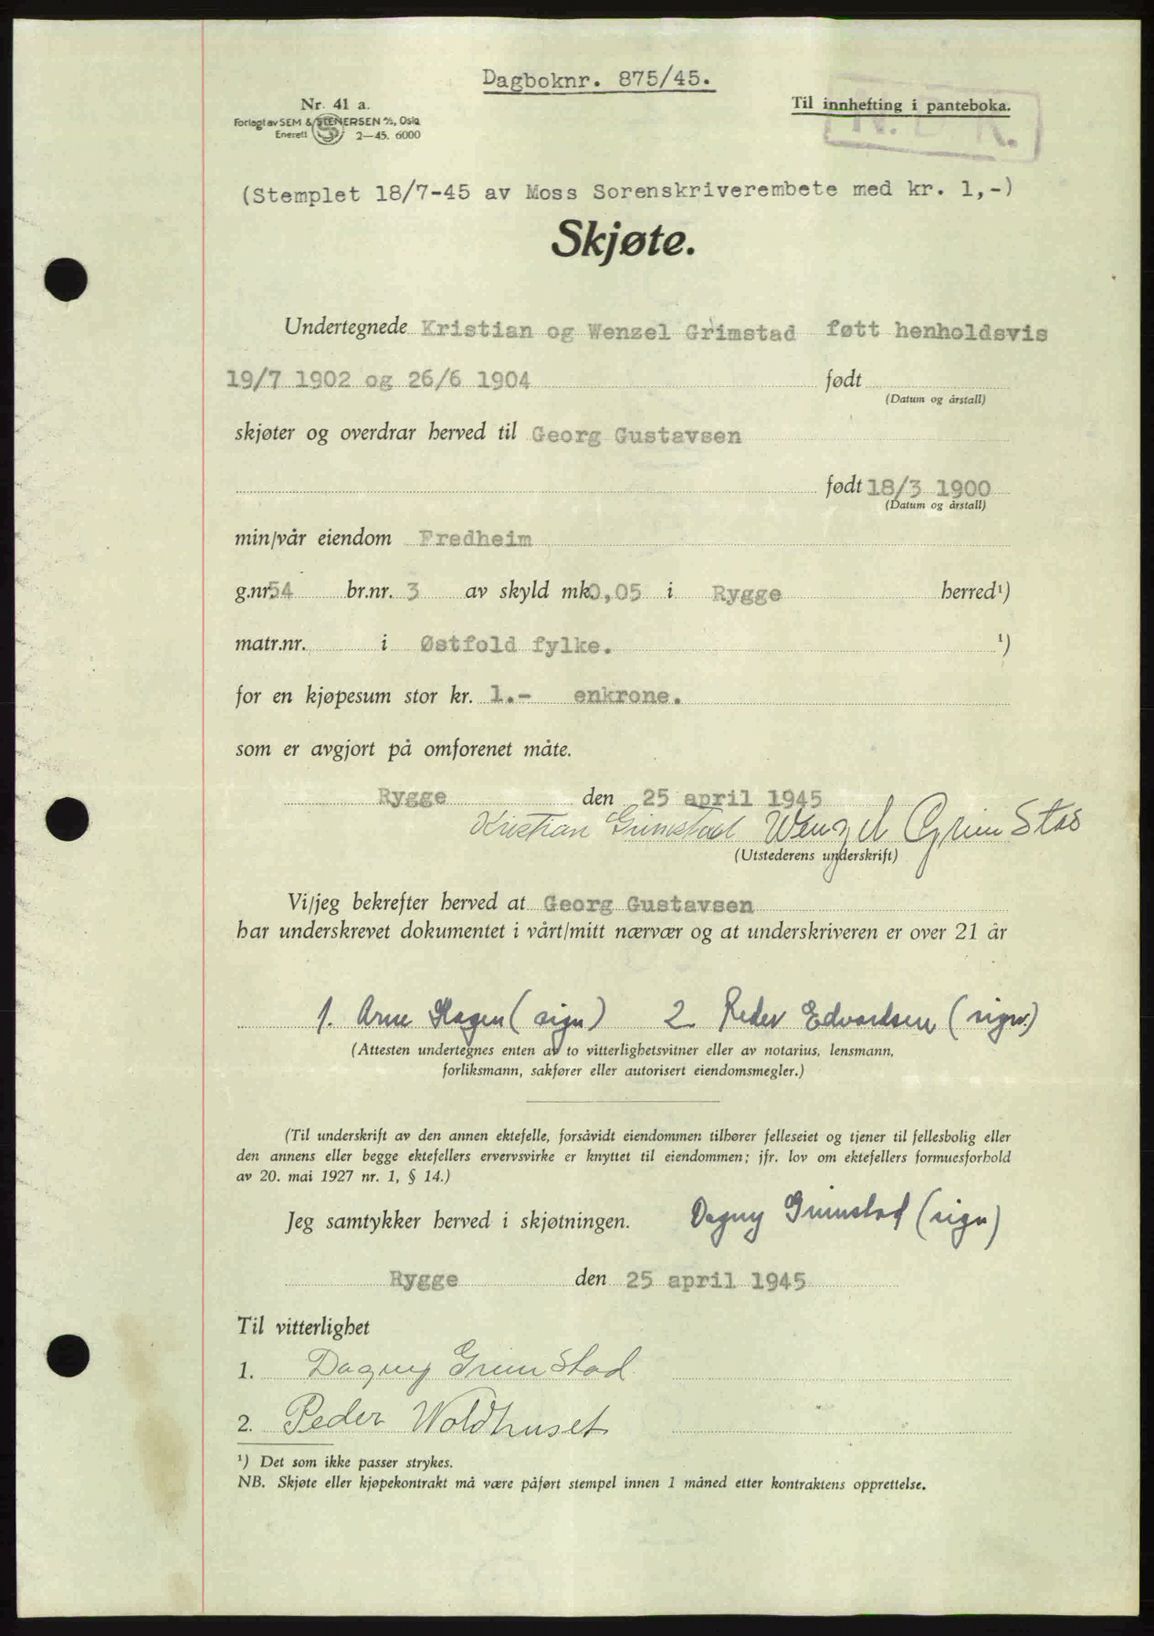 Dagboknr. 875/45.
Nr. 41 a.
Til innhefting i panteboka.
Forlagt av SEM & STENERSEN A/S, Oslo
Enerett 2—45. 6000
(Stemplet 18/7-45 av Moss Sorenskriverembete med kr. 1,-)
Skjøte.
Undertegnede Kristian og Wenzel Grimstad født henholdsvis
19/7 1902 og 26/6 1904 født
(Datum og årstall)
skjøter og overdrar herved til Georg Gustavsen
født 18/3 1900
(Datum og årstall)
min/vår eiendom Fredheim
g.nr. 54 br.nr. 3 av skyld mk. 0,05 i Rygge herred¹)
matr.nr. i Østfold fylke. ¹)
for en kjøpesum stor kr. 1.- enkrone.
som er avgjort på omforenet måte.
Rygge den 25 april 1945
Kristian Grimstad Wenzel Grimstad
(Utstederens underskrift)
Vi/jeg bekrefter herved at Georg Gustavsen
har underskrevet dokumentet i vårt/mitt nærvær og at underskriveren er over 21 år
1. Arne Hagen (sign) 2. Peder Edvardsen (sign.)
(Attesten undertegnes enten av to vitterlighetsvitner eller av notarius, lensmann,
forliksmann, sakfører eller autorisert eiendomsmegler.)
(Til underskrift av den annen ektefelle, forsåvidt eiendommen tilhører felleseiet og tjener til fellesbolig eller
den annens eller begge ektefellers ervervsvirke er knyttet til eiendommen; jfr. lov om ektefellers formuesforhold
av 20. mai 1927 nr. 1, § 14.)
Jeg samtykker herved i skjøtningen. Dagny Grimstad (sign)
Rygge den 25 april 1945
Til vitterlighet
1. Dagny Grimstad
2. Peder Woldhuset
¹) Det som ikke passer strykes.
NB. Skjøte eller kjøpekontrakt må være påført stempel innen 1 måned etter kontraktens opprettelse.